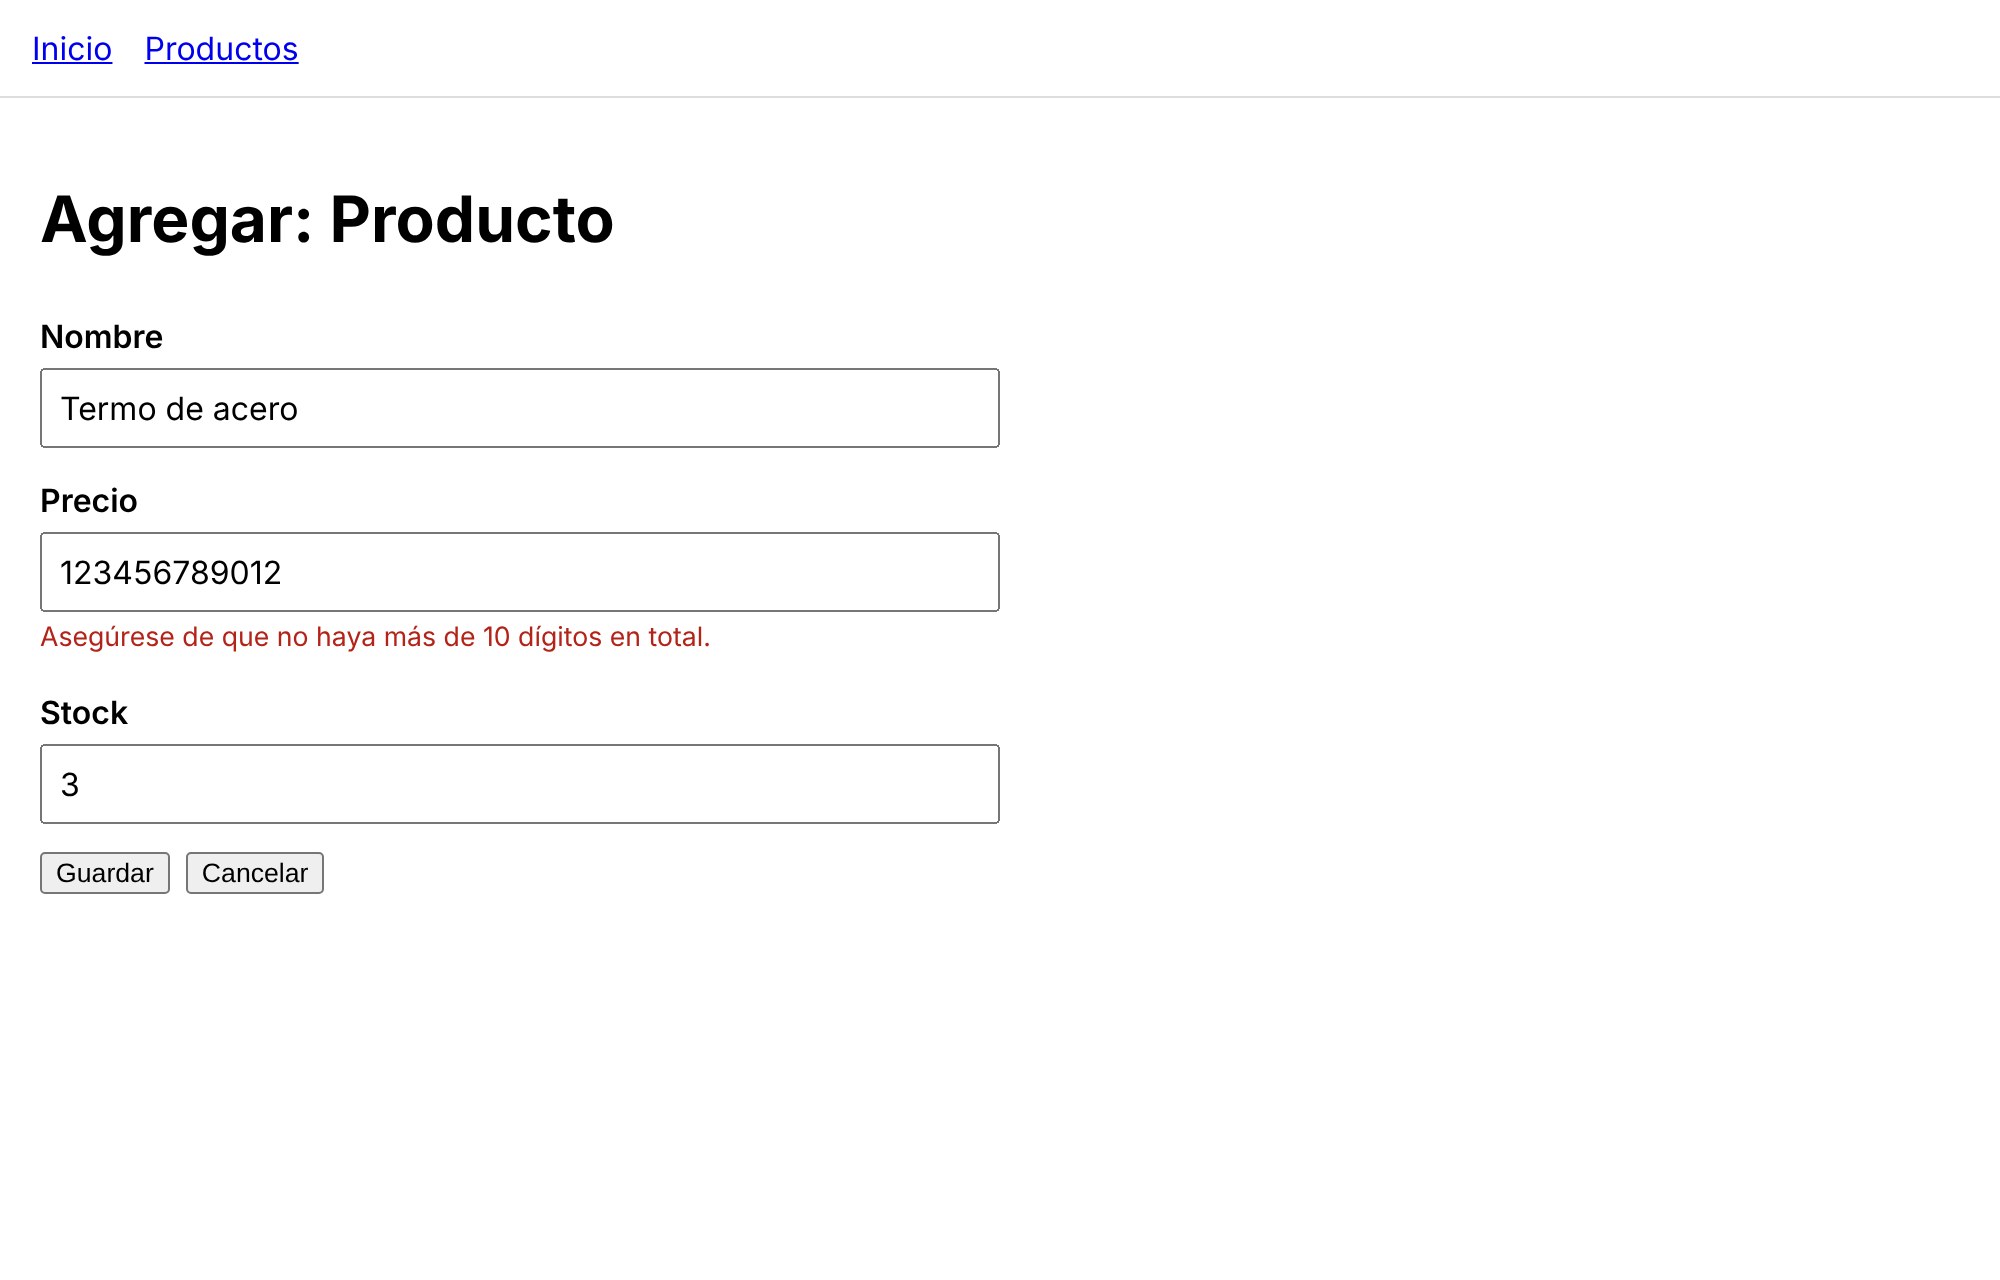 Inicio Productos
Agregar: Producto
Nombre
Termo de acero
Precio
123456789012
Asegúrese de que no haya más de 10 dígitos en total.
Stock
3
Guardar Cancelar